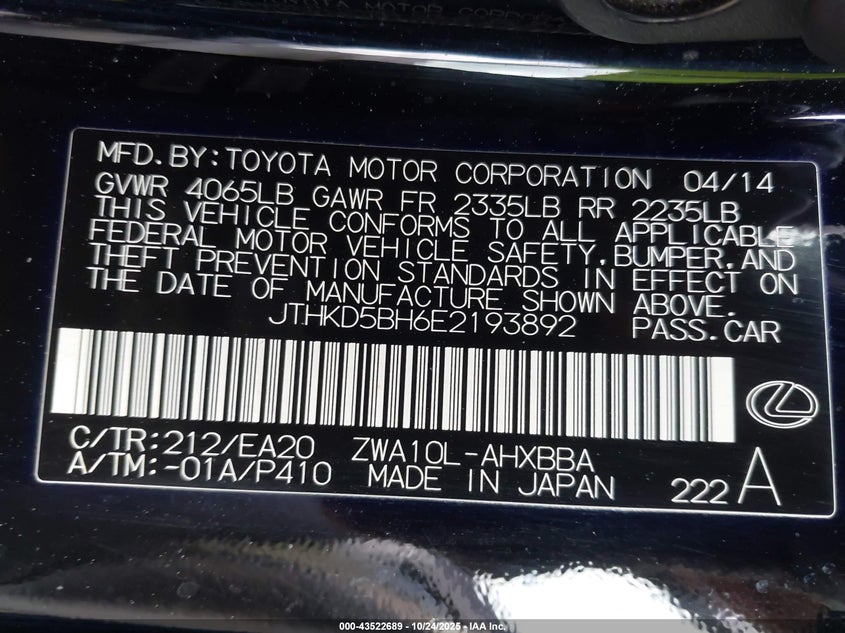 MFD.BY:TOYOTA MOTOR CORPORATION 04/14
GVWR 4065LB GAWR FR 2335LB RR 2235LB
THIS VEHICLE CONFORMS TO ALL APPLICABLE
FEDERAL MOTOR VEHICLE SAFETY,BUMPER,AND
THEFT PREVENTION STANDARDS IN EFFECT ON
THE DATE OF MANUFACTURE SHOWN ABOVE.
JTHKD5BH6E2193892 PASS.CAR
C/TR:212/EA20 ZWA10L-AHXBBA
A/TM:-01A/P410 MADE IN JAPAN 222 A
000-43522689 - 10/24/2025 - IAA Inc.